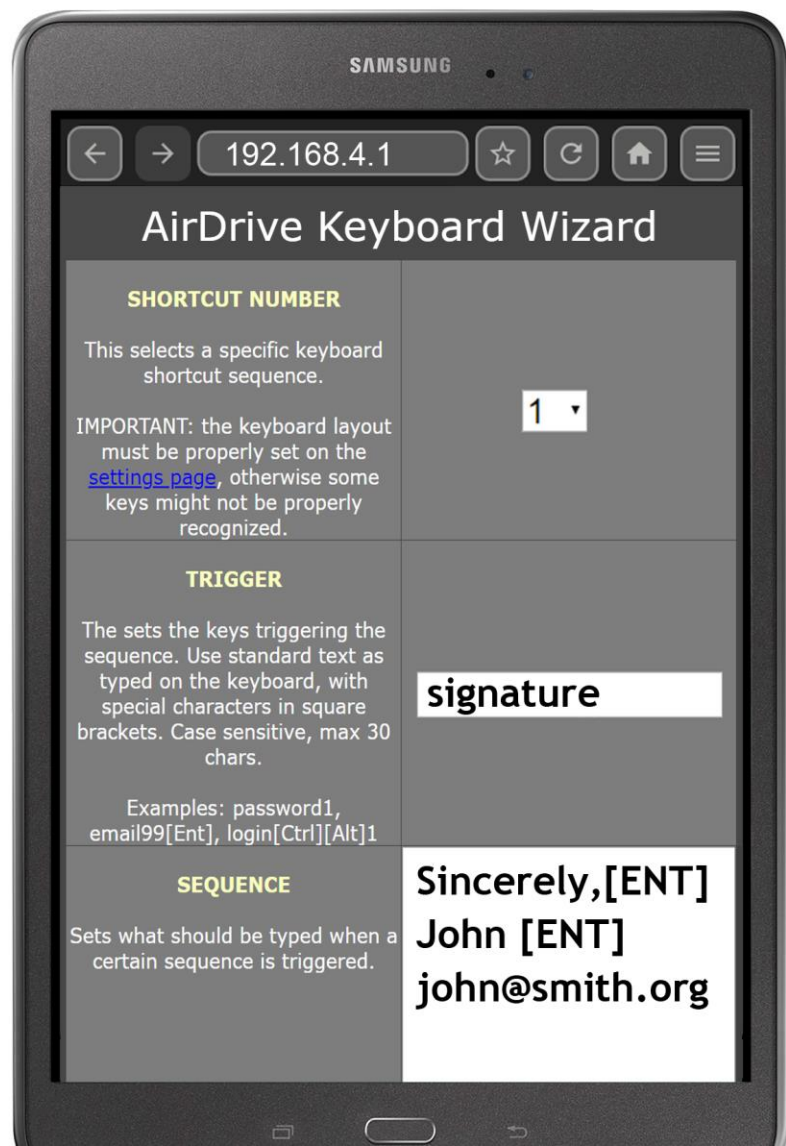 SAMSUNG
192.168.4.1
AirDrive Keyboard Wizard
SHORTCUT NUMBER
This selects a specific keyboard
shortcut sequence.
IMPORTANT: the keyboard layout
must be properly set on the
settings page, otherwise some
keys might not be properly
recognized.
1
TRIGGER
The sets the keys triggering the
sequence. Use standard text as
typed on the keyboard, with
special characters in square
brackets. Case sensitive, max 30
chars.
Examples: password1,
email99[Ent], login[Ctrl][Alt]1
signature
SEQUENCE
Sets what should be typed when a
certain sequence is triggered.
Sincerely,[ENT]
John [ENT]
john@smith.org